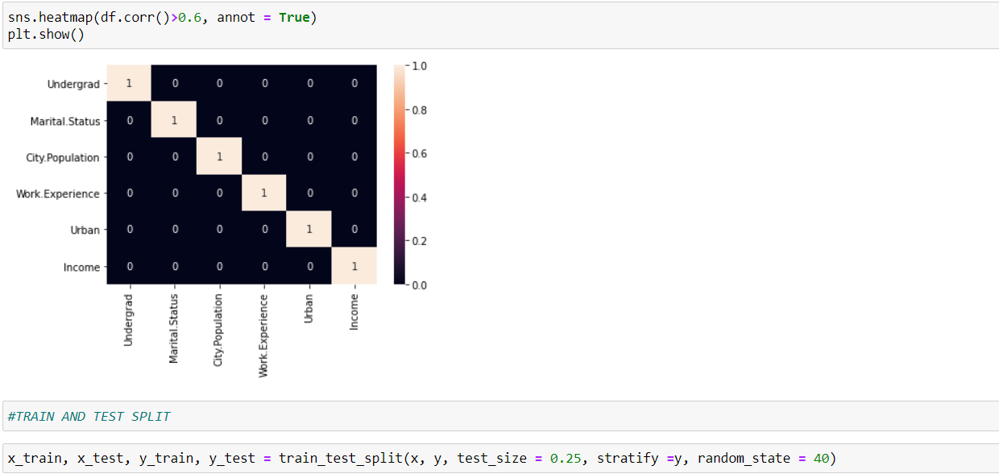 sns.heatmap(df.corr()>0.6, annot = True)
plt.show()
1.0
Undergrad 1 0 0 0 0 0
0.8
Marital.Status 0 1 0 0 0 0
City.Population 0 0 1 0 0 0
0.6
Work.Experience 0 0 0 1 0 0
0.4
Urban 0 0 0 0 1 0
0.2
Income 0 0 0 0 0 1
0.0
Undergrad
Marital.Status
City.Population
Work.Experience
Urban
Income
#TRAIN AND TEST SPLIT
x_train, x_test, y_train, y_test = train_test_split(x, y, test_size = 0.25, stratify =y, random_state = 40)